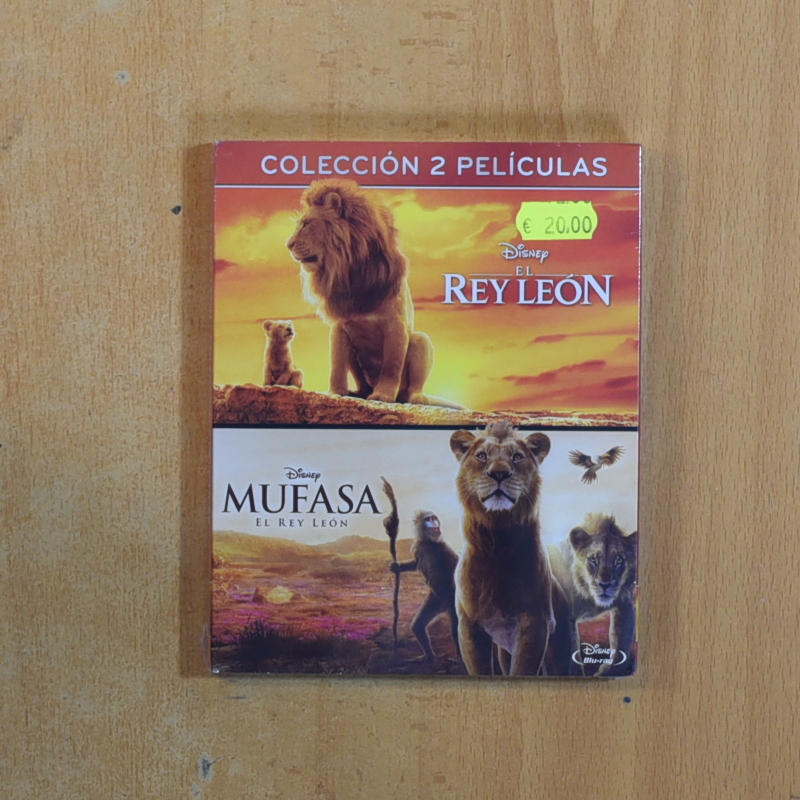 COLECCIÓN 2 PELÍCULAS
€ 20.00
Disney
EL
REY LEÓN
Disney
MUFASA
EL REY LEÓN
Disney
Blu-ray